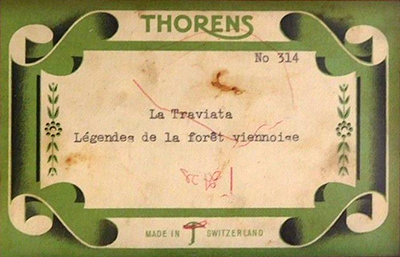 THORENS
No 314
La Traviata
Légendes de la forêt viennoise
MADE IN SWITZERLAND